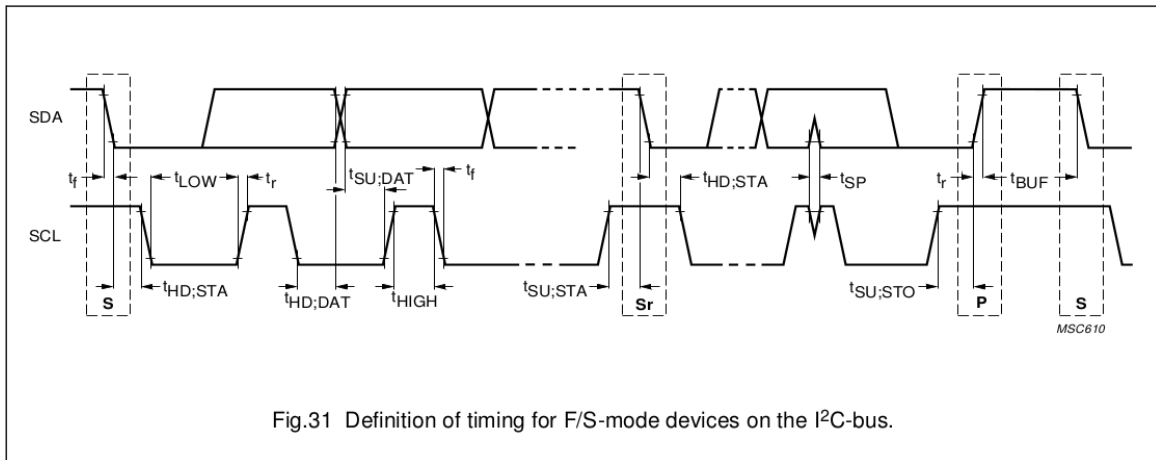 SDA
t_f t_LOW t_r t_SU;DAT t_f t_HD;STA t_SP t_r t_BUF
SCL
S t_HD;STA t_HD;DAT t_HIGH t_SU;STA Sr t_SU;STO P S
MSC610
Fig.31 Definition of timing for F/S-mode devices on the I²C-bus.